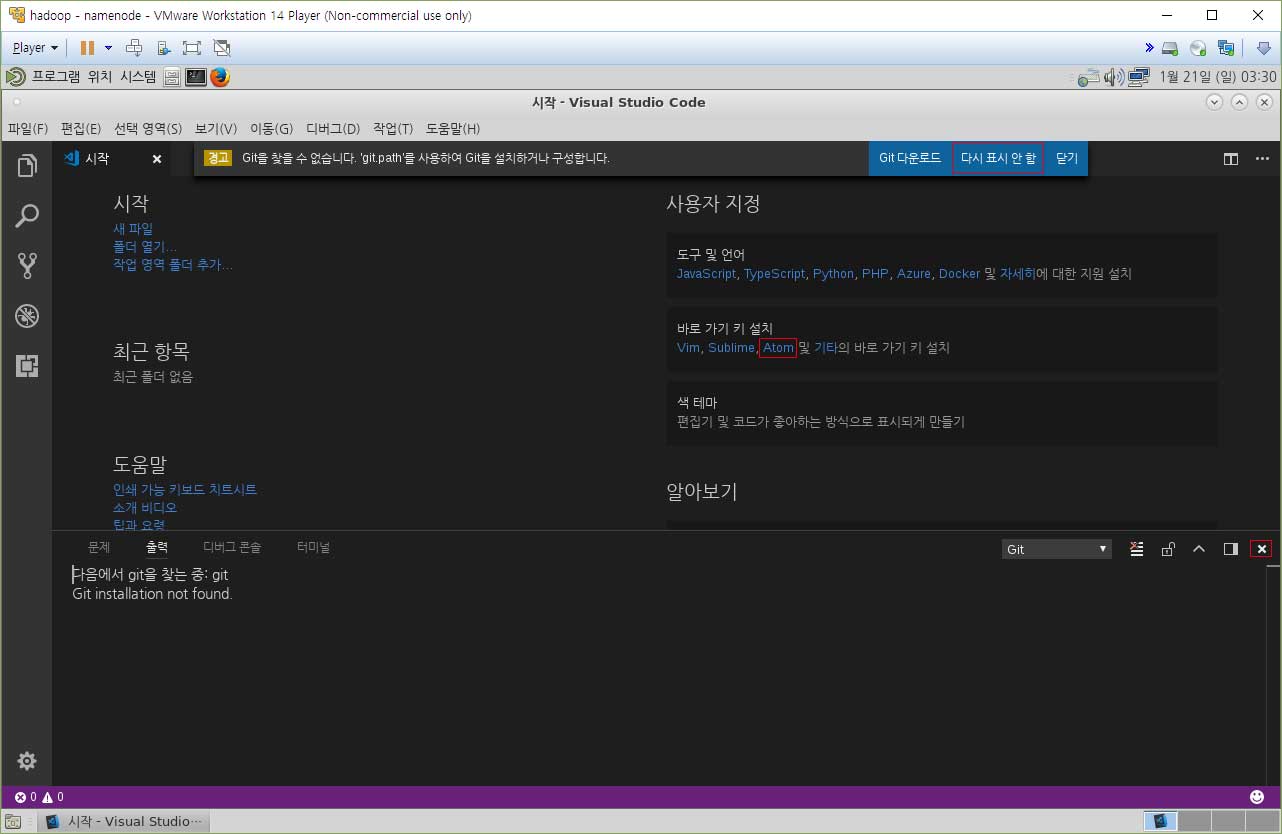 hadoop - namenode - VMware Workstation 14 Player (Non-commercial use only)
Player
프로그램 위치 시스템
1월 21일 (일) 03:30
시작 - Visual Studio Code
파일(F) 편집(E) 선택 영역(S) 보기(V) 이동(G) 디버그(D) 작업(T) 도움말(H)
시작
경고 Git을 찾을 수 없습니다. 'git.path'를 사용하여 Git을 설치하거나 구성합니다. Git 다운로드 다시 표시 안 함 닫기
시작
새 파일
폴더 열기...
작업 영역 폴더 추가...
최근 항목
최근 폴더 없음
도움말
인쇄 가능 키보드 치트시트
소개 비디오
팁과 요령
사용자 지정
도구 및 언어
JavaScript, TypeScript, Python, PHP, Azure, Docker 및 자세히에 대한 지원 설치
바로 가기 키 설치
Vim, Sublime, Atom 및 기타의 바로 가기 키 설치
색 테마
편집기 및 코드가 좋아하는 방식으로 표시되게 만들기
알아보기
문제 출력 디버그 콘솔 터미널
Git
다음에서 git을 찾는 중: git
Git installation not found.
0 0
시작 - Visual Studio…